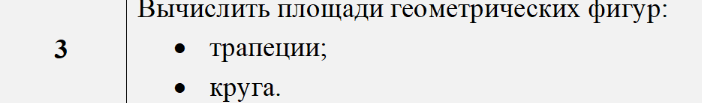 Вычислить площади геометрических фигур:
3
• трапеции;
• круга.